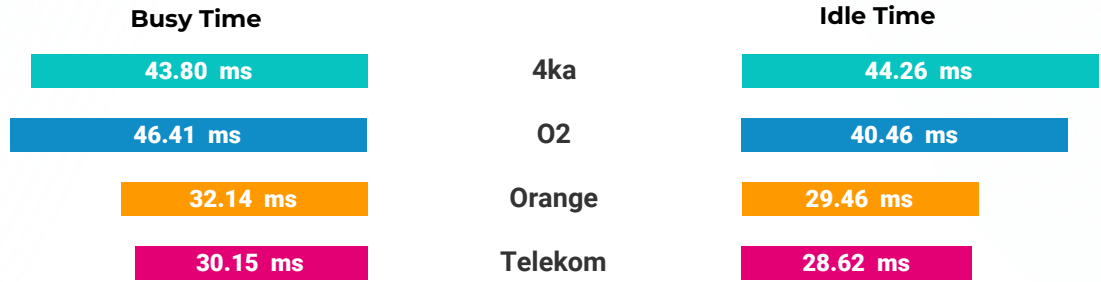 Busy Time
Idle Time
43.80 ms 4ka 44.26 ms
46.41 ms O2 40.46 ms
32.14 ms Orange 29.46 ms
30.15 ms Telekom 28.62 ms